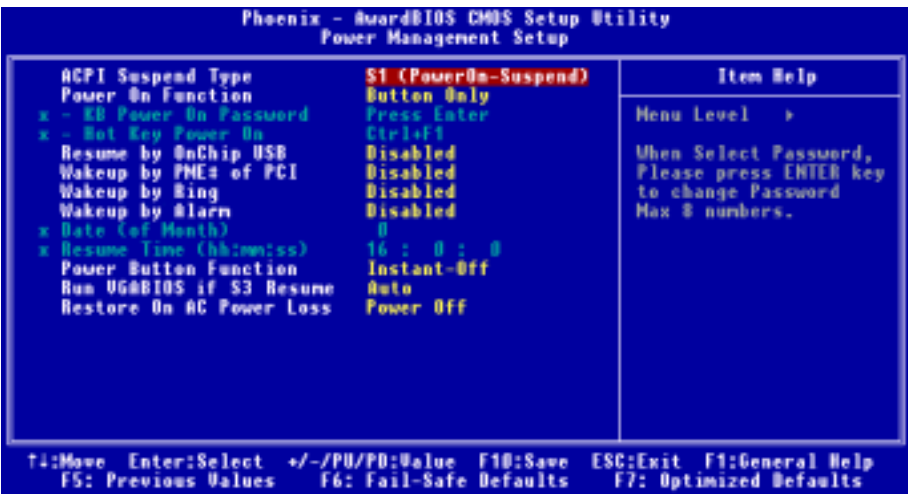 Phoenix - AwardBIOS CMOS Setup Utility
Power Management Setup
ACPI Suspend Type S1 (PowerOn-Suspend)
Power On Function Button Only
x - KB Power On Password Press Enter
x - Hot Key Power On Ctrl+F1
Resume by OnChip USB Disabled
Wakeup by PME# of PCI Disabled
Wakeup by Ring Disabled
Wakeup by Alarm Disabled
x Date (of Month) 0
x Resume Time (hh:mm:ss) 16 : 0 : 0
Power Button Function Instant-Off
Run VGABIOS if S3 Resume Auto
Restore On AC Power Loss Power Off
Item Help
Menu Level ▸
When Select Password,
Please press ENTER key
to change Password
Max 8 numbers.
↑↓:Move Enter:Select +/-/PU/PD:Value F10:Save ESC:Exit F1:General Help
F5: Previous Values F6: Fail-Safe Defaults F7: Optimized Defaults